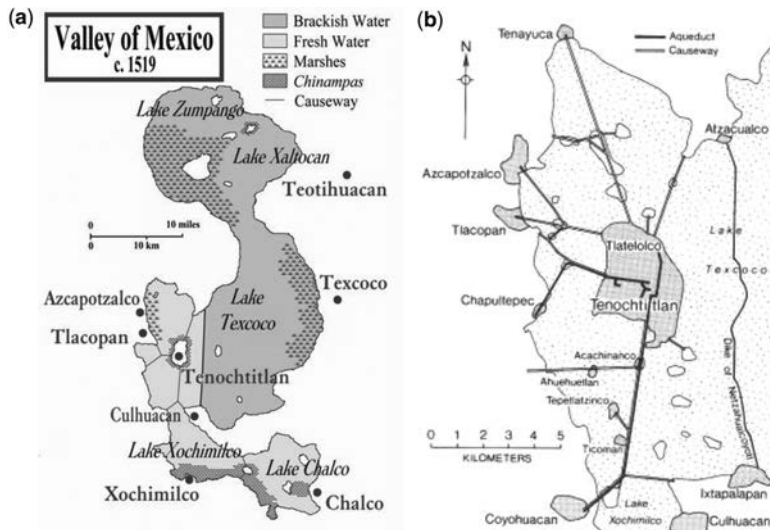 (a)
Valley of Mexico
c. 1519
Brackish Water
Fresh Water
Marshes
Chinampas
Causeway
Lake Zumpango
Lake Xaltocan
Teotihuacan
0 10 miles
0 10 km
Azcapotzalco
Tlacopan
Lake
Texcoco
Texcoco
Tenochtitlan
Culhuacan
Lake Xochimilco
Lake Chalco
Xochimilco
Chalco
(b)
Tenayuca
Aqueduct
Causeway
N
Atzacualco
Azcapotzalco
Tlacopan
Tlatelolco
Lake
Texcoco
Chapultepec
Tenochtitlan
Acachinanco
Ahuehuetlan
Tepetlatzinco
Dike of Netzahualcoyotl
0 1 2 3 4 5
KILOMETERS
Ticoman
Ixtapalapan
Coyohuacan
Lake
Xochimilco
Culhuacan